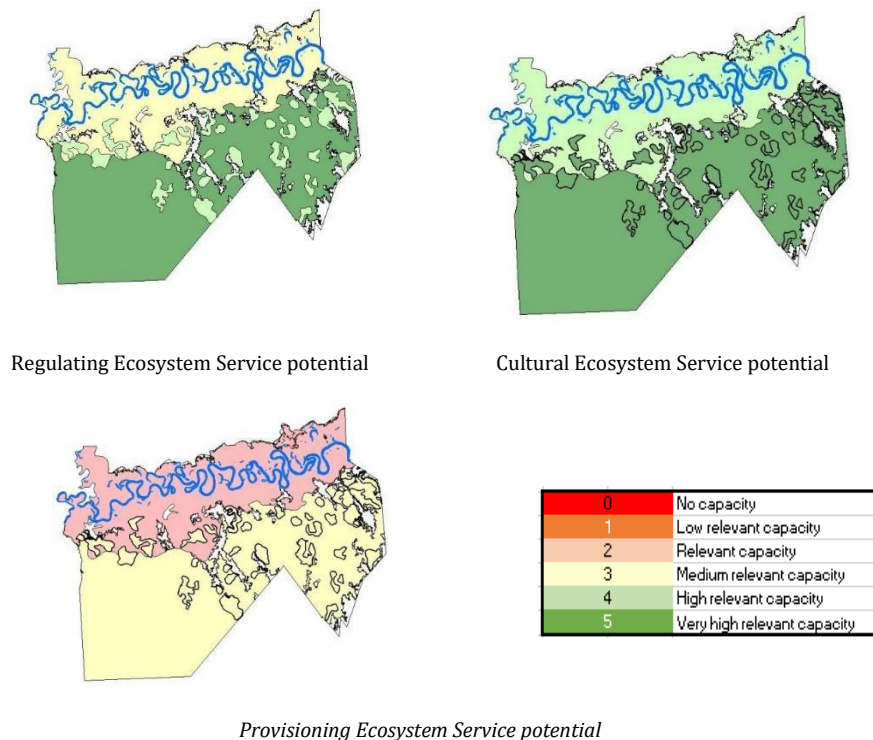 Regulating Ecosystem Service potential
Cultural Ecosystem Service potential
0 No capacity
1 Low relevant capacity
2 Relevant capacity
3 Medium relevant capacity
4 High relevant capacity
5 Very high relevant capacity
Provisioning Ecosystem Service potential